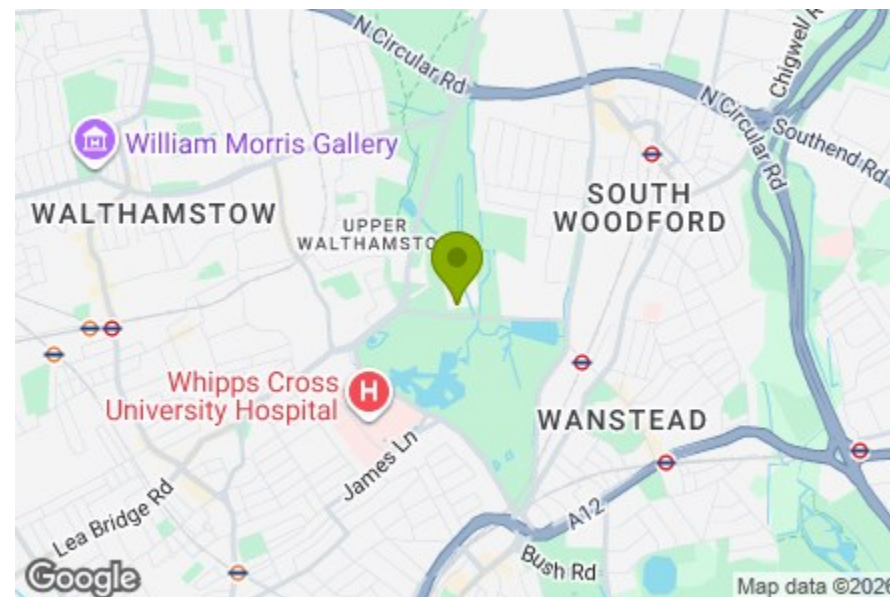 N Circular Rd
Chigwell R
N Circular Rd
Southend Rd
William Morris Gallery
WALTHAMSTOW
SOUTH
WOODFORD
UPPER
WALTHAMSTO
Whipps Cross
University Hospital
H
WANSTEAD
James Ln
Lea Bridge Rd
A12
Bush Rd
Google
Map data ©2026